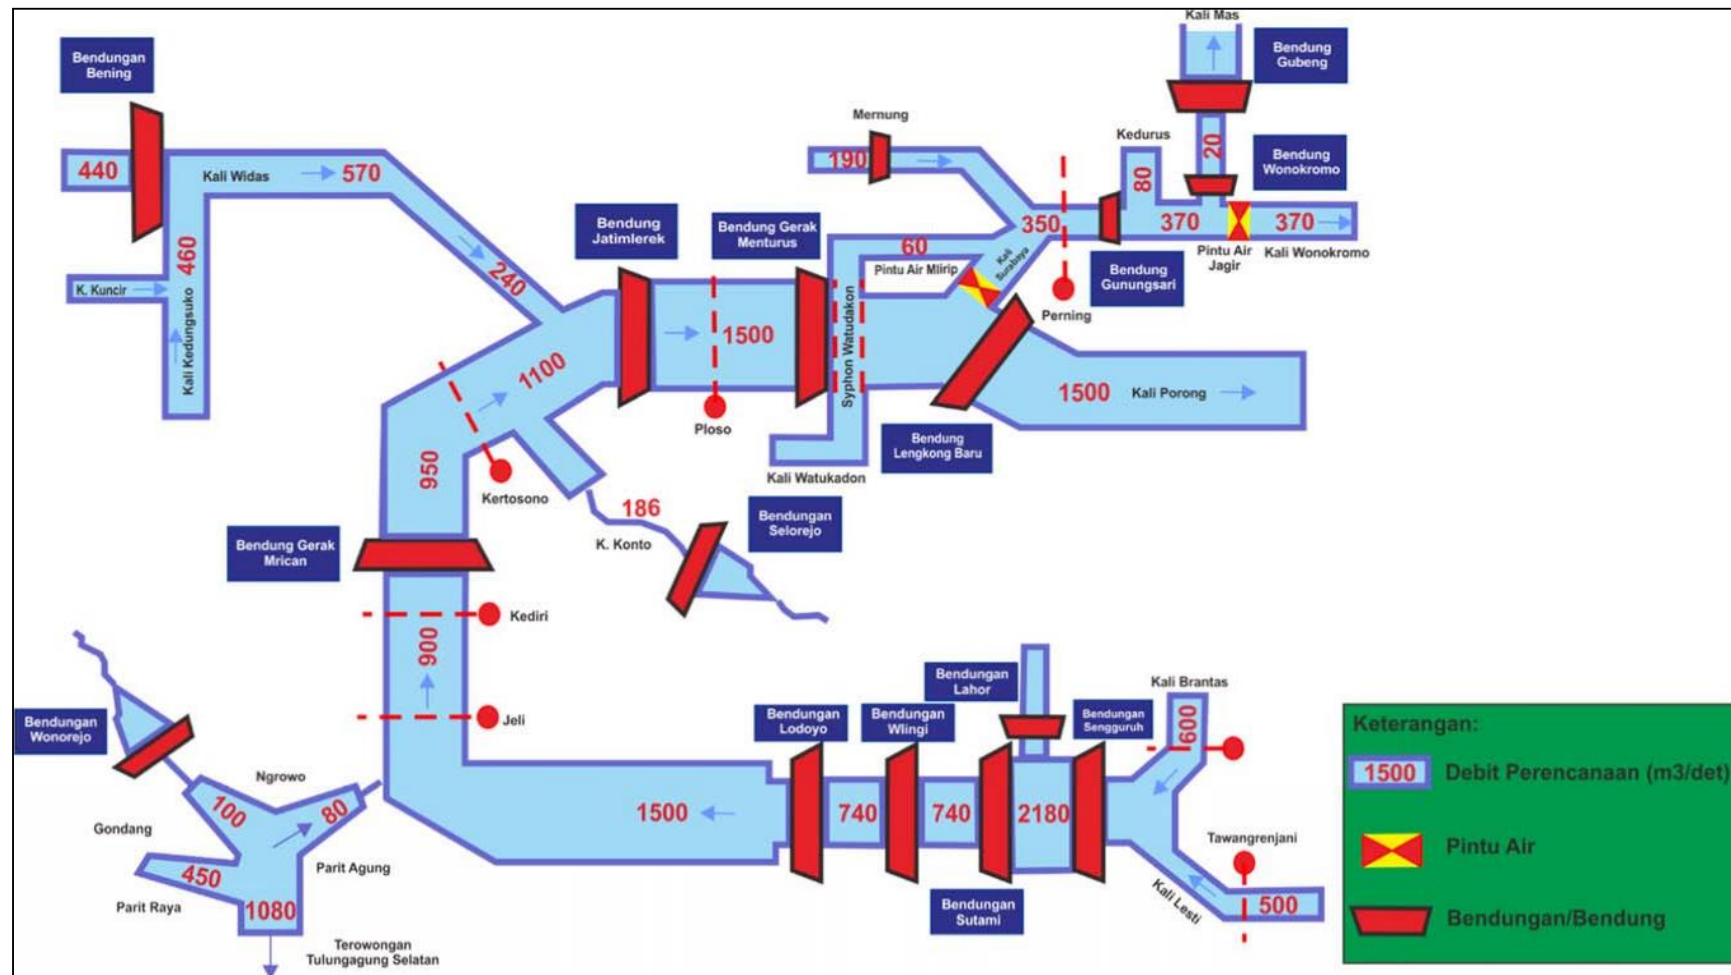 Kali Mas
Bendungan
Bening
Bendung
Gubeng
Mernung
Kedurus
20
Bendung
Wonokromo
440
Kali Widas
570
190
80
Bendung
Jatimlerek
Bendung Gerak
Menturus
350
370
370
Pintu Air
Jagir
Kali Wonokromo
460
60
Pintu Air Mlirip
Kali
Surabaya
Bendung
Gunungsari
K. Kuncir
240
Perning
Kali Kedungsuko
1500
Syphon Watudakon
1100
1500
Kali Porong
Ploso
Bendung
Lengkong Baru
950
Kertosono
Kali Watukadon
186
K. Konto
Bendungan
Selorejo
Bendung Gerak
Mrican
Kediri
900
Jeli
Bendungan
Wonorejo
Bendungan
Lahor
Kali Brantas
600
Bendungan
Lodoyo
Bendungan
Wlingi
Bendungan
Sengguruh
Ngrowo
100
80
Gondang
1500
740
740
2180
Tawangrenjani
Parit Agung
450
Parit Raya
1080
Kali Lesti
500
Bendungan
Sutami
Terowongan
Tulungagung Selatan
Keterangan:
1500
Debit Perencanaan (m3/det)
Pintu Air
Bendungan/Bendung